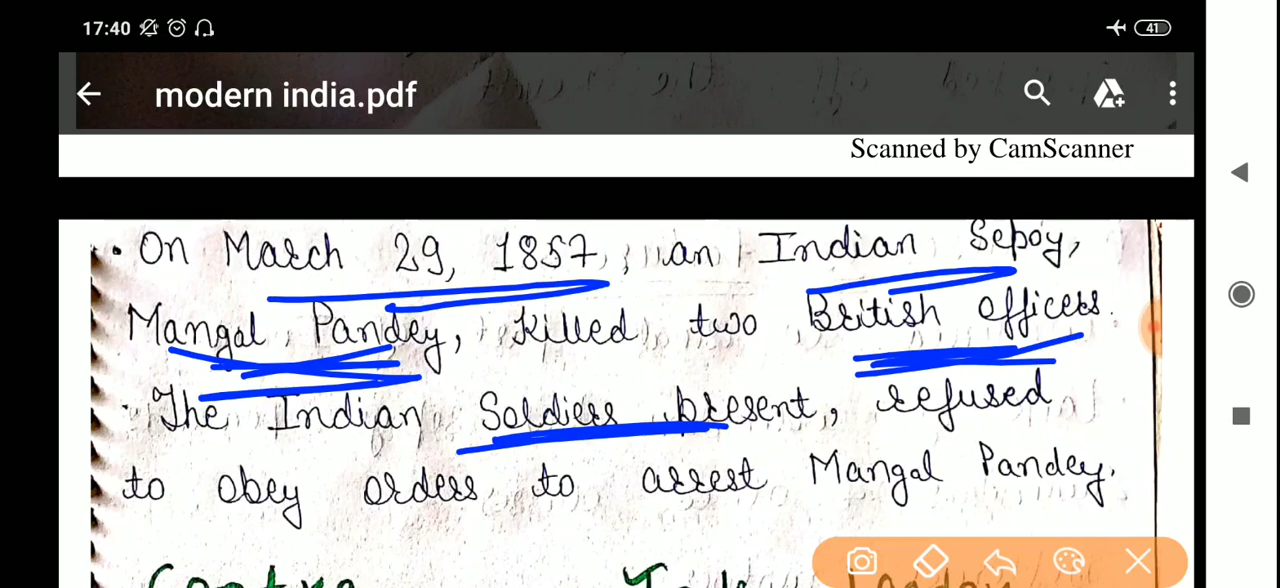 17:40 41
modern india.pdf
Scanned by CamScanner
• On March 29, 1857, an Indian Sepoy,
Mangal Pandey, killed two British officers.
The Indian Soldiers present, refused
to obey orders to arrest Mangal Pandey.